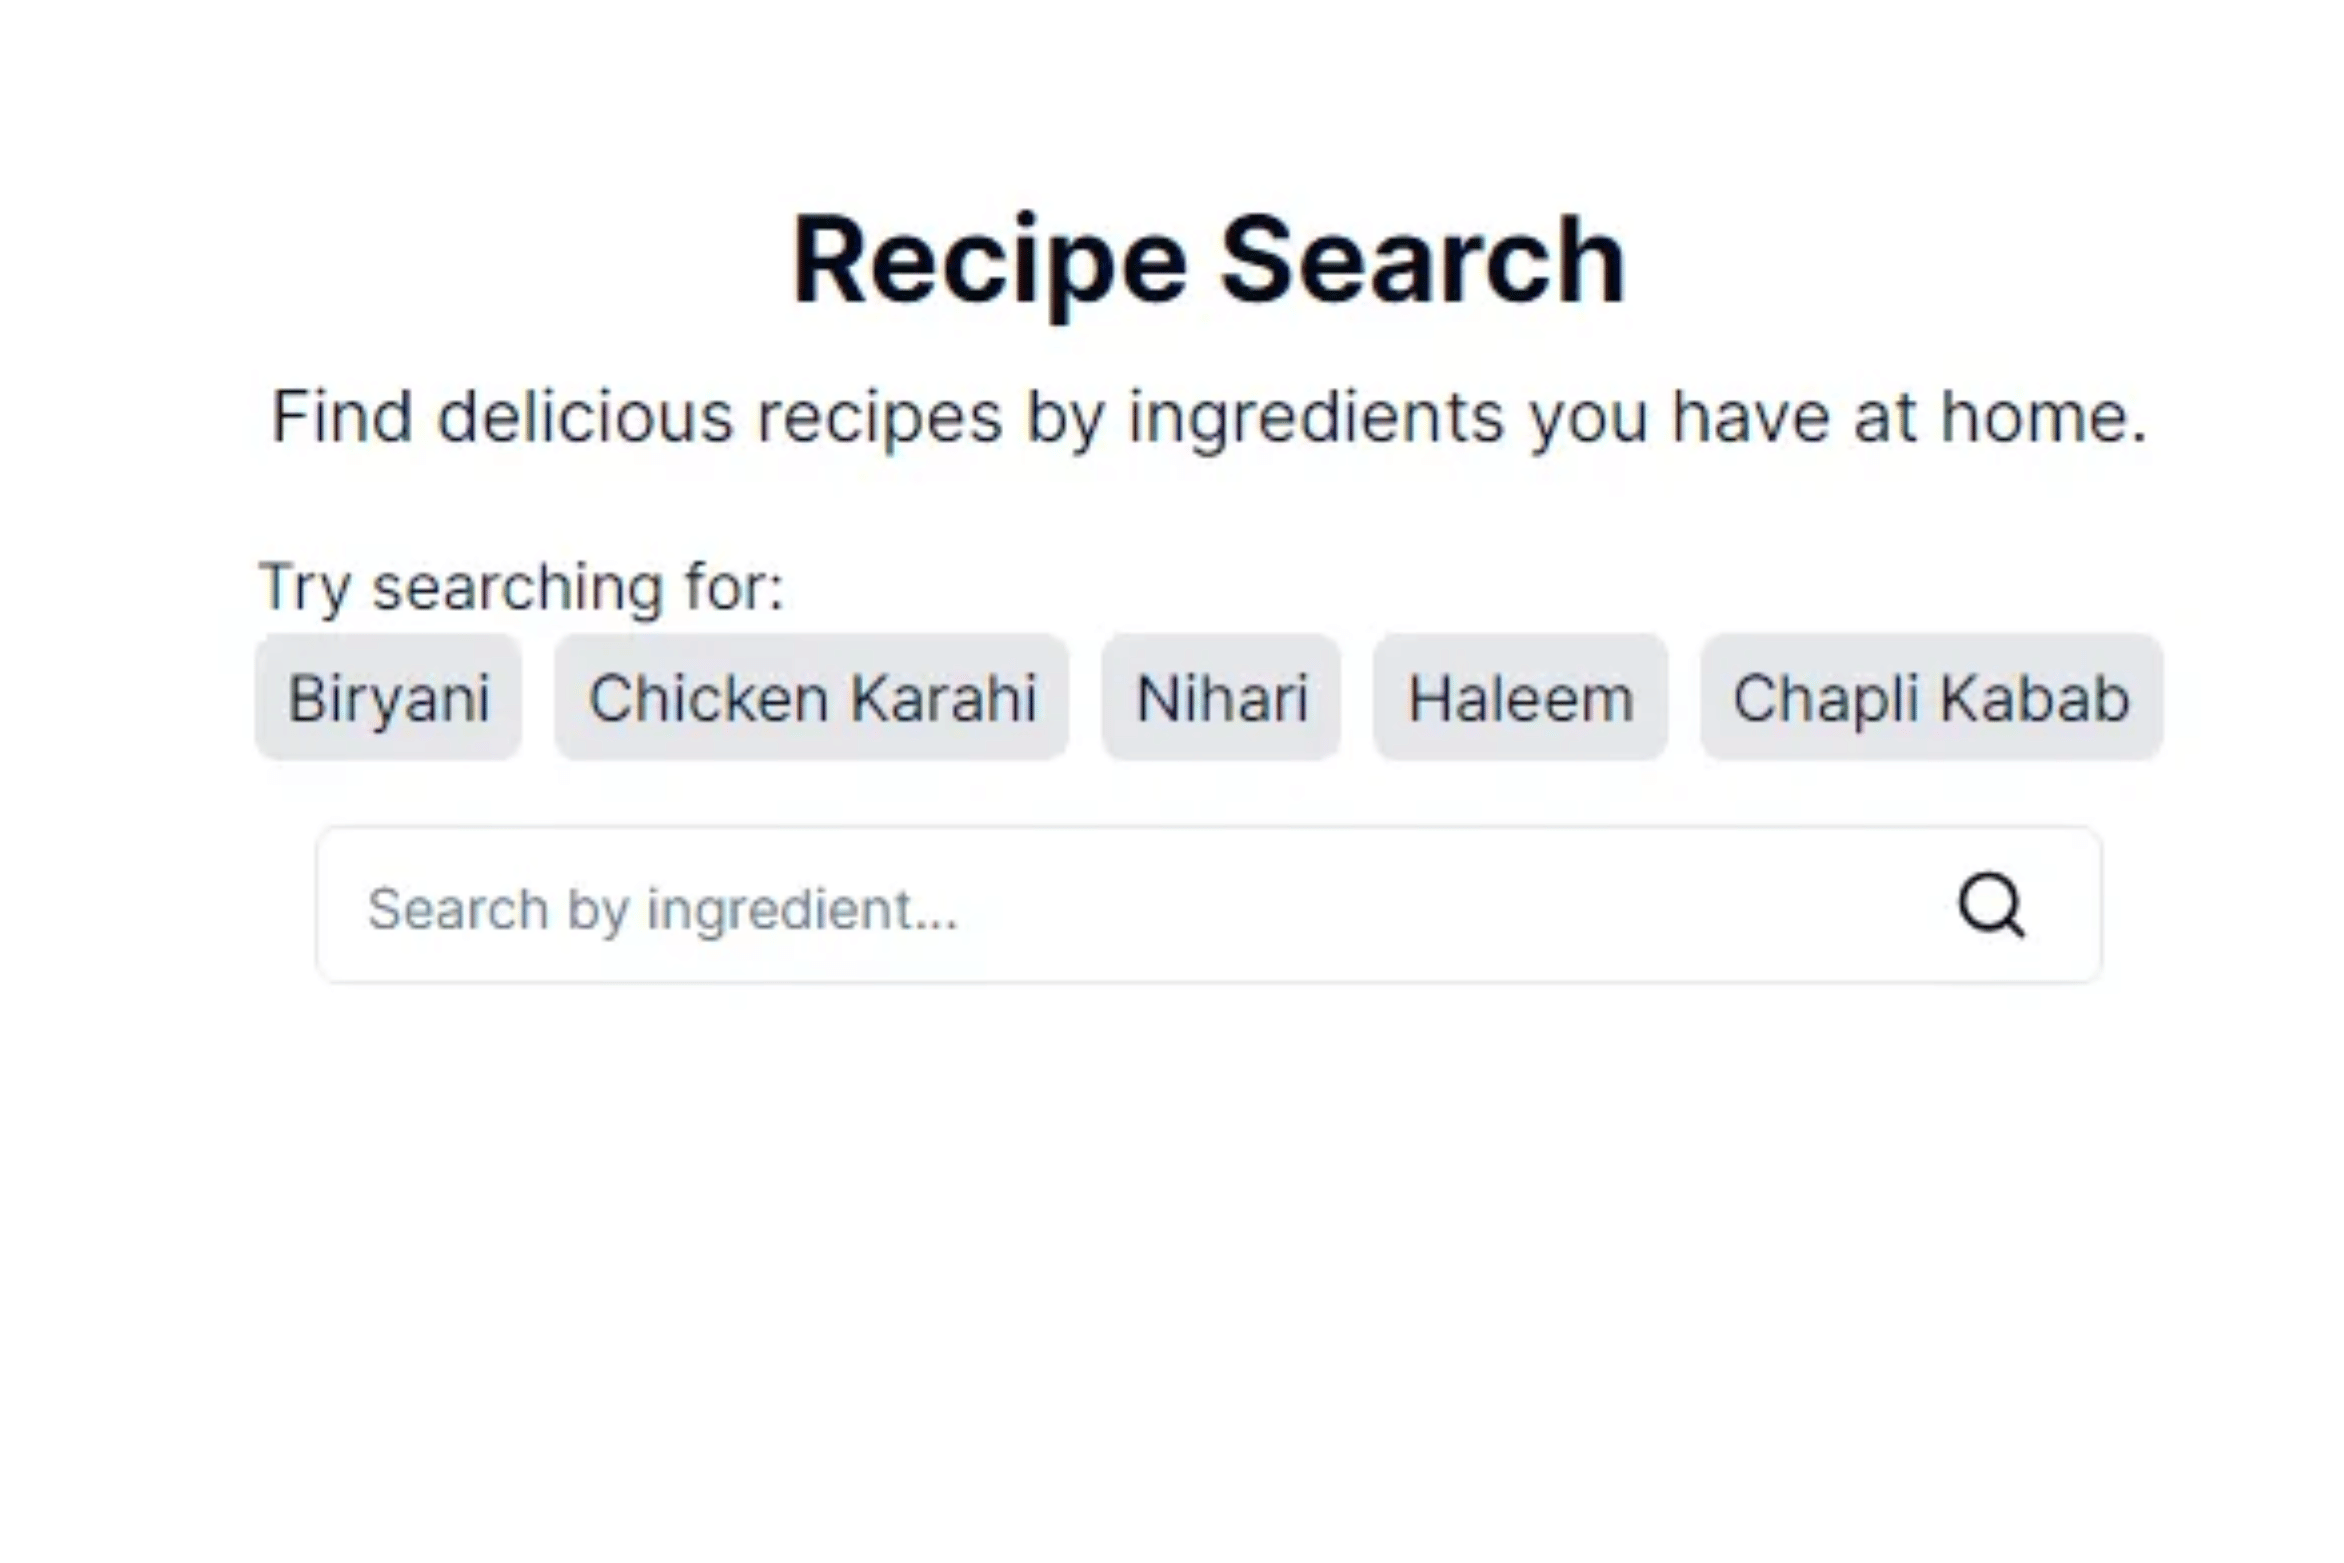 Recipe Search
Find delicious recipes by ingredients you have at home.
Try searching for:
Biryani Chicken Karahi Nihari Haleem Chapli Kabab
Search by ingredient...